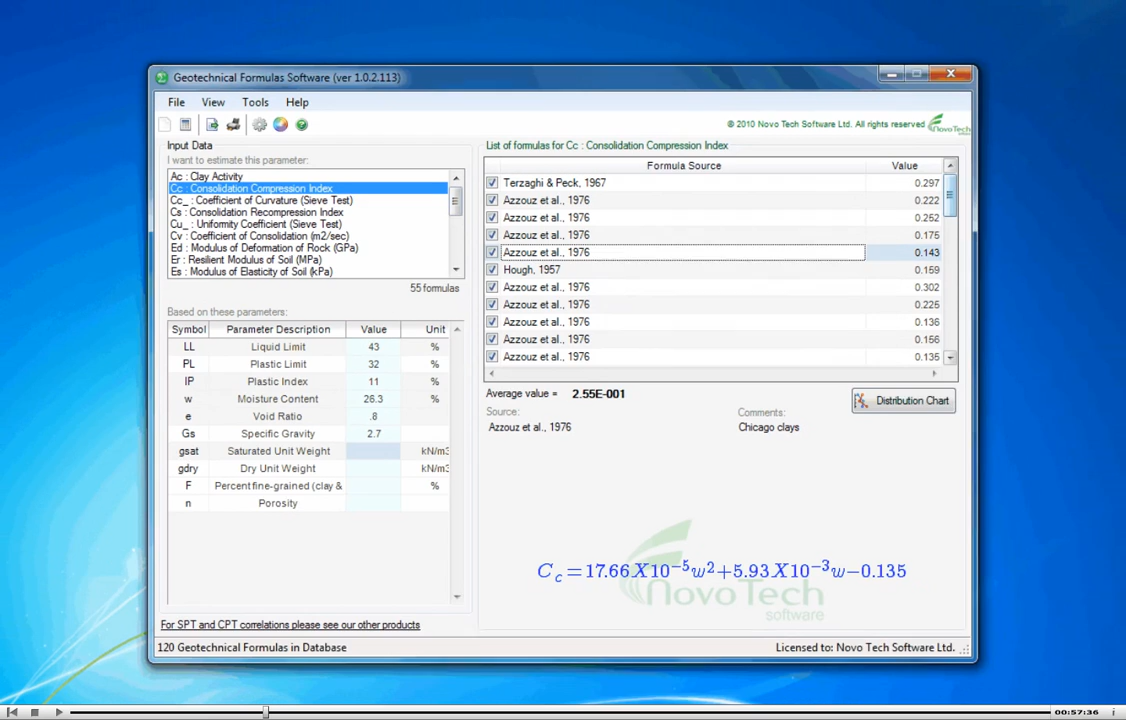 Geotechnical Formulas Software (ver 1.0.2.113)
File View Tools Help
© 2010 Novo Tech Software Ltd. All rights reserved NovoTech
Input Data
I want to estimate this parameter:
Ac : Clay Activity
Cc : Consolidation Compression Index
Cc_ : Coefficient of Curvature (Sieve Test)
Cs : Consolidation Recompression Index
Cu_ : Uniformity Coefficient (Sieve Test)
Cv : Coefficient of Consolidation (m2/sec)
Ed : Modulus of Deformation of Rock (GPa)
Er : Resilient Modulus of Soil (MPa)
Es : Modulus of Elasticity of Soil (kPa)
55 formulas
Based on these parameters:
Symbol Parameter Description Value Unit
LL Liquid Limit 43 %
PL Plastic Limit 32 %
IP Plastic Index 11 %
w Moisture Content 26.3 %
e Void Ratio .8
Gs Specific Gravity 2.7
gsat Saturated Unit Weight kN/m3
gdry Dry Unit Weight kN/m3
F Percent fine-grained (clay & %
n Porosity
For SPT and CPT correlations please see our other products
120 Geotechnical Formulas in Database
List of formulas for Cc : Consolidation Compression Index
Formula Source Value
Terzaghi & Peck, 1967 0.297
Azzouz et al., 1976 0.222
Azzouz et al., 1976 0.252
Azzouz et al., 1976 0.175
Azzouz et al., 1976 0.143
Hough, 1957 0.159
Azzouz et al., 1976 0.302
Azzouz et al., 1976 0.225
Azzouz et al., 1976 0.136
Azzouz et al., 1976 0.156
Azzouz et al., 1976 0.135
Average value = 2.55E-001
Distribution Chart
Source: Comments:
Azzouz et al., 1976 Chicago clays
C_c=17.66X10^−5w^2+5.93X10^−3w−0.135
NovoTech
software
Licensed to: Novo Tech Software Ltd.
00:57:36